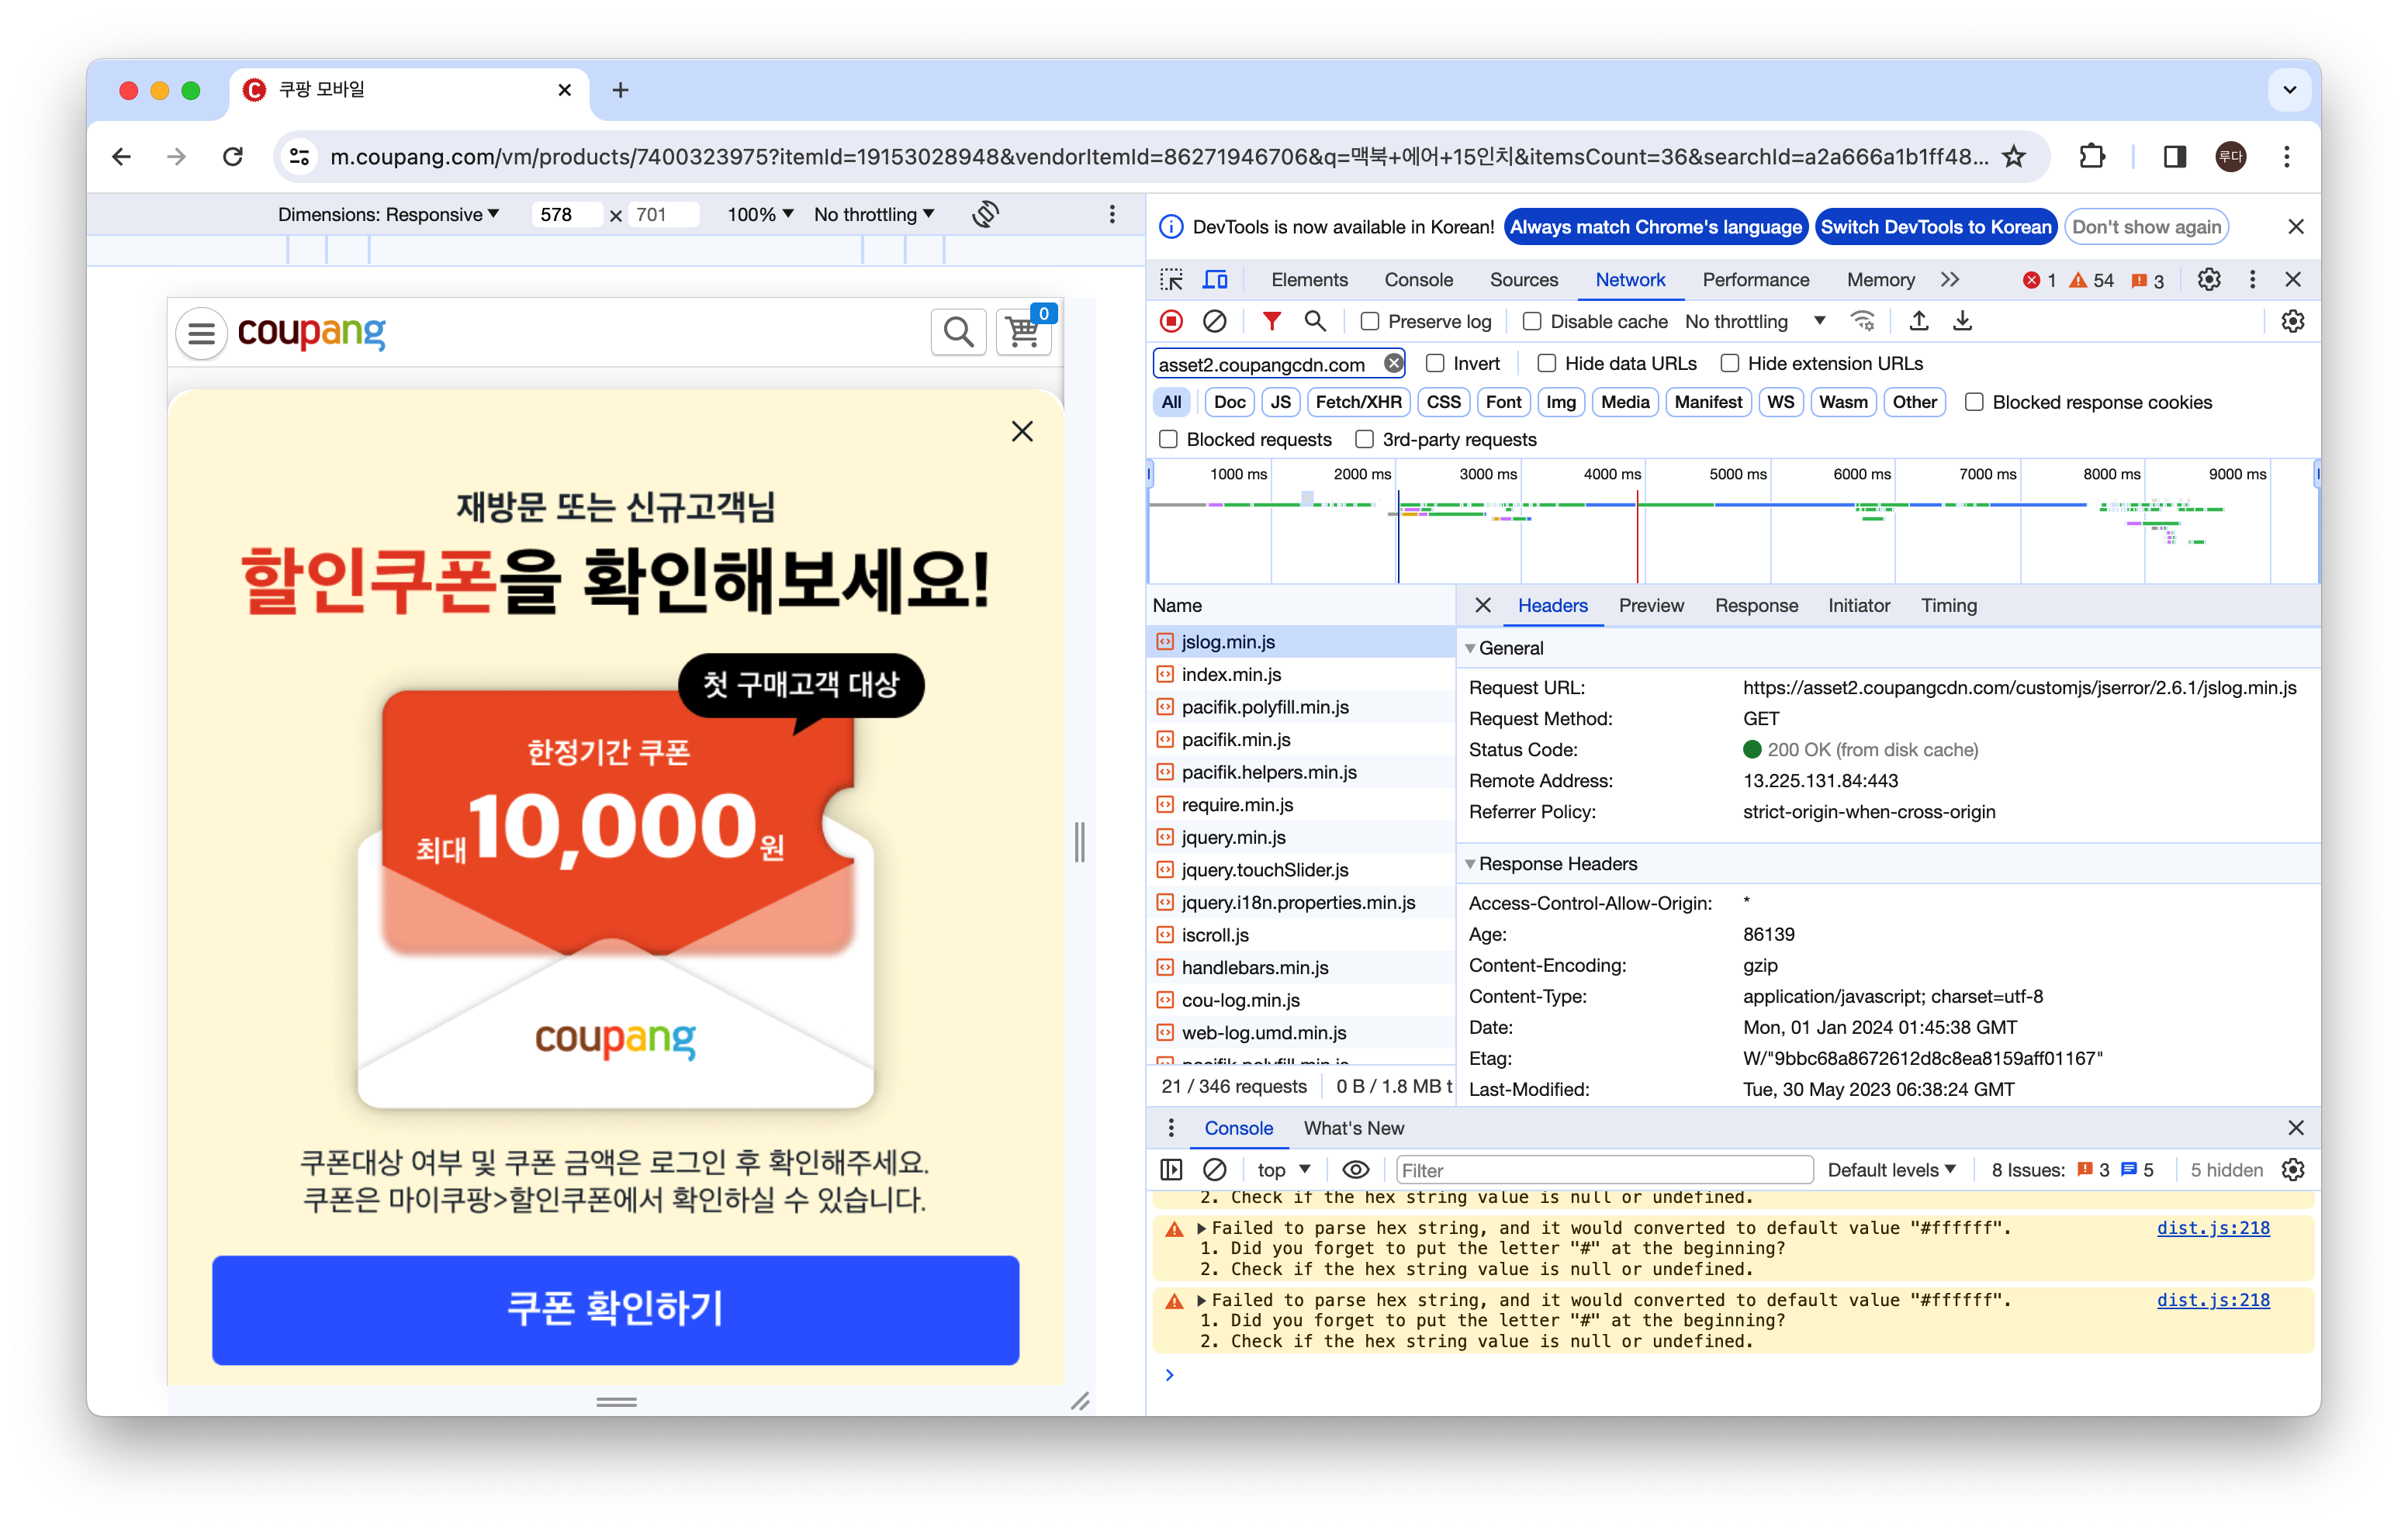 쿠팡 모바일
m.coupang.com/vm/products/7400323975?itemId=19153028948&vendorItemId=86271946706&q=맥북+에어+15인치&itemsCount=36&searchId=a2a666a1b1ff48...
루다
Dimensions: Responsive 578 × 701 100% No throttling
coupang
0
재방문 또는 신규고객님
할인쿠폰을 확인해보세요!
첫 구매고객 대상
한정기간 쿠폰
최대10,000원
coupang
쿠폰대상 여부 및 쿠폰 금액은 로그인 후 확인해주세요.
쿠폰은 마이쿠팡>할인쿠폰에서 확인하실 수 있습니다.
쿠폰 확인하기
DevTools is now available in Korean! Always match Chrome's language Switch DevTools to Korean Don't show again
Elements Console Sources Network Performance Memory 1 54 3
Preserve log Disable cache No throttling
asset2.coupangcdn.com Invert Hide data URLs Hide extension URLs
All Doc JS Fetch/XHR CSS Font Img Media Manifest WS Wasm Other Blocked response cookies
Blocked requests 3rd-party requests
1000 ms 2000 ms 3000 ms 4000 ms 5000 ms 6000 ms 7000 ms 8000 ms 9000 ms
Name
jslog.min.js
index.min.js
pacifik.polyfill.min.js
pacifik.min.js
pacifik.helpers.min.js
require.min.js
jquery.min.js
jquery.touchSlider.js
jquery.i18n.properties.min.js
iscroll.js
handlebars.min.js
cou-log.min.js
web-log.umd.min.js
pacifik.polyfill.min.js
21 / 346 requests 0 B / 1.8 MB t
Headers Preview Response Initiator Timing
General
Request URL: https://asset2.coupangcdn.com/customjs/jserror/2.6.1/jslog.min.js
Request Method: GET
Status Code: 200 OK (from disk cache)
Remote Address: 13.225.131.84:443
Referrer Policy: strict-origin-when-cross-origin
Response Headers
Access-Control-Allow-Origin: *
Age: 86139
Content-Encoding: gzip
Content-Type: application/javascript; charset=utf-8
Date: Mon, 01 Jan 2024 01:45:38 GMT
Etag: W/"9bbc68a8672612d8c8ea8159aff01167"
Last-Modified: Tue, 30 May 2023 06:38:24 GMT
Console What's New
top Filter Default levels 8 Issues: 3 5 5 hidden
2. Check if the hex string value is null or undefined.
Failed to parse hex string, and it would converted to default value "#ffffff". dist.js:218
1. Did you forget to put the letter "#" at the beginning?
2. Check if the hex string value is null or undefined.
Failed to parse hex string, and it would converted to default value "#ffffff". dist.js:218
1. Did you forget to put the letter "#" at the beginning?
2. Check if the hex string value is null or undefined.